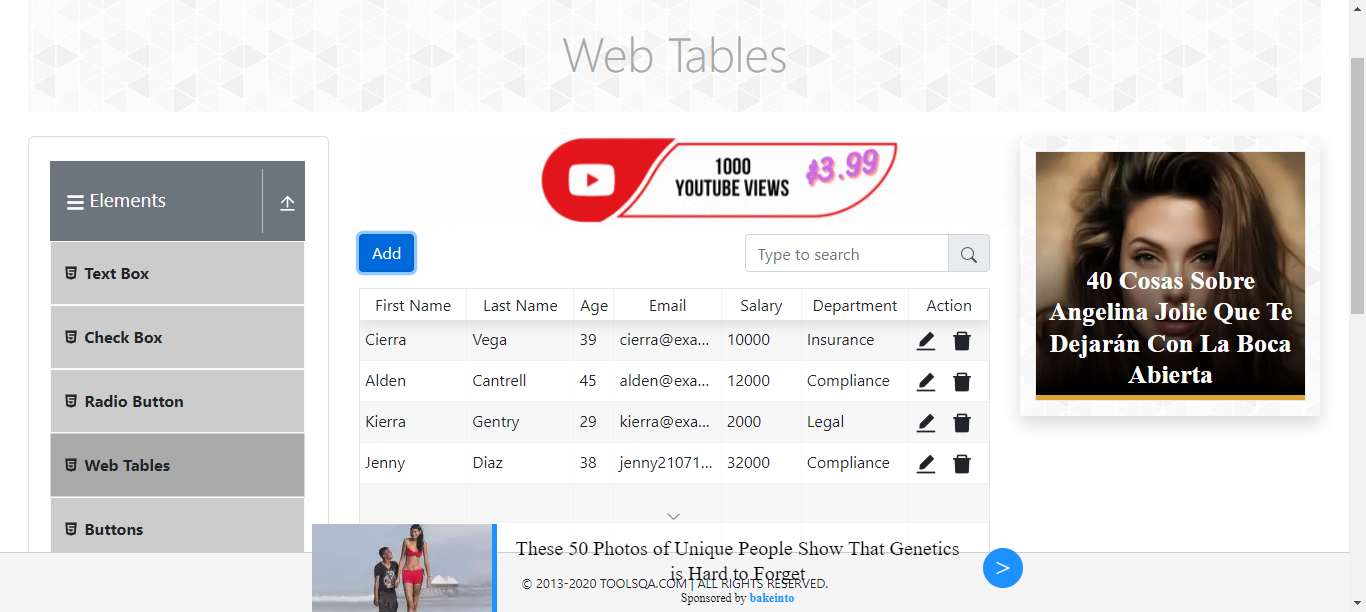 Web Tables
Elements
Text Box
Check Box
Radio Button
Web Tables
Buttons
1000
YOUTUBE VIEWS
$3.99
Add
Type to search
First Name Last Name Age Email Salary Department Action
Cierra Vega 39 cierra@exa... 10000 Insurance
Alden Cantrell 45 alden@exa... 12000 Compliance
Kierra Gentry 29 kierra@exa... 2000 Legal
Jenny Diaz 38 jenny21071... 32000 Compliance
40 Cosas Sobre
Angelina Jolie Que Te
Dejarán Con La Boca
Abierta
These 50 Photos of Unique People Show That Genetics
is Hard to Forget
© 2013-2020 TOOLSQA.COM | ALL RIGHTS RESERVED.
Sponsored by bakeinto
>